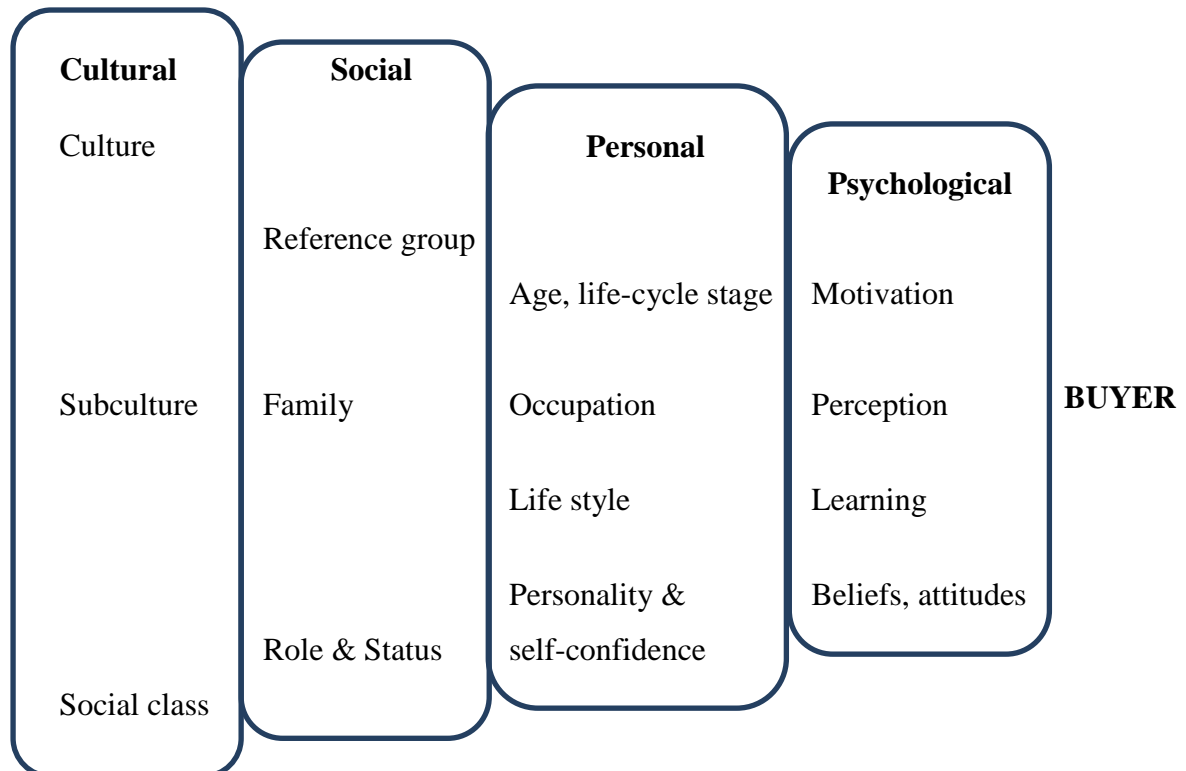 Cultural
Culture
Subculture
Social class
Social
Reference group
Family
Role & Status
Personal
Age, life-cycle stage
Occupation
Life style
Personality &
self-confidence
Psychological
Motivation
Perception
Learning
Beliefs, attitudes
BUYER